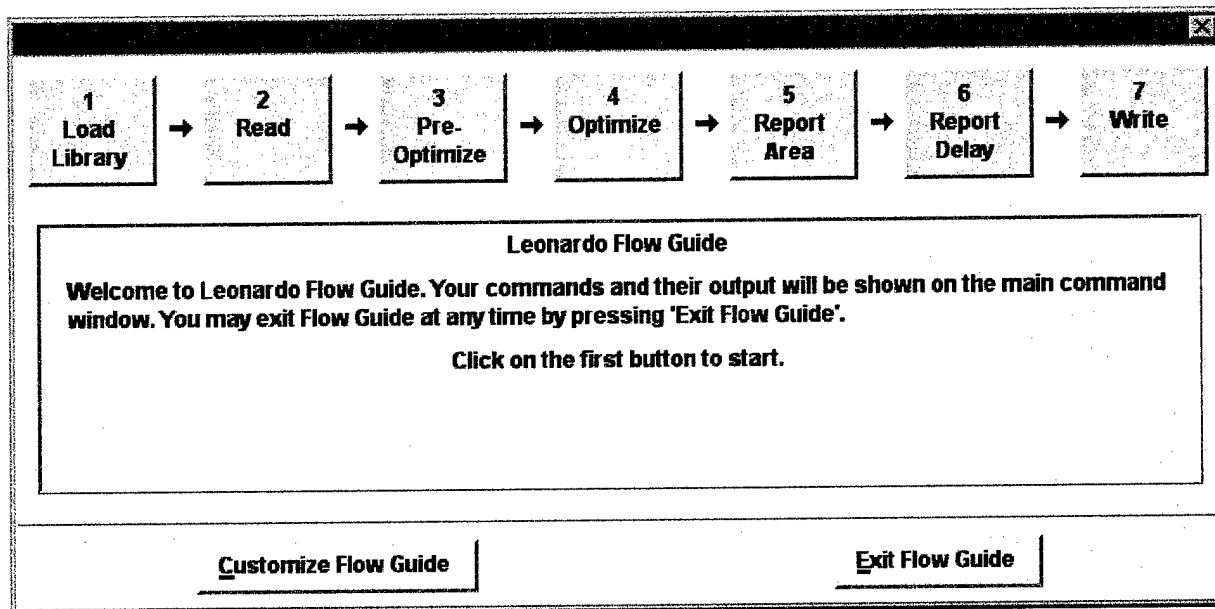 1
Load
Library
2
Read
3
Pre-
Optimize
4
Optimize
5
Report
Area
6
Report
Delay
7
Write
Leonardo Flow Guide
Welcome to Leonardo Flow Guide. Your commands and their output will be shown on the main command
window. You may exit Flow Guide at any time by pressing 'Exit Flow Guide'.
Click on the first button to start.
Customize Flow Guide
Exit Flow Guide